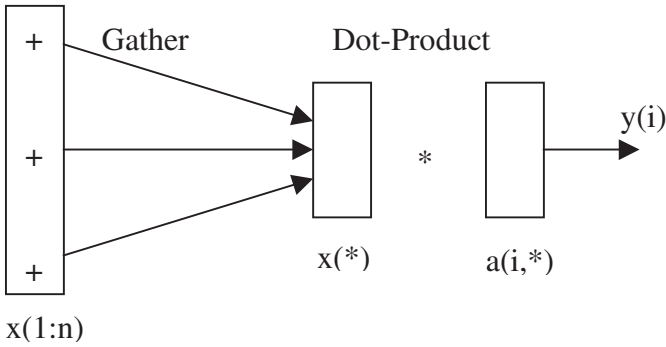 + Gather Dot-Product
y(i)
+ *
x(*) a(i,*)
+
x(1:n)